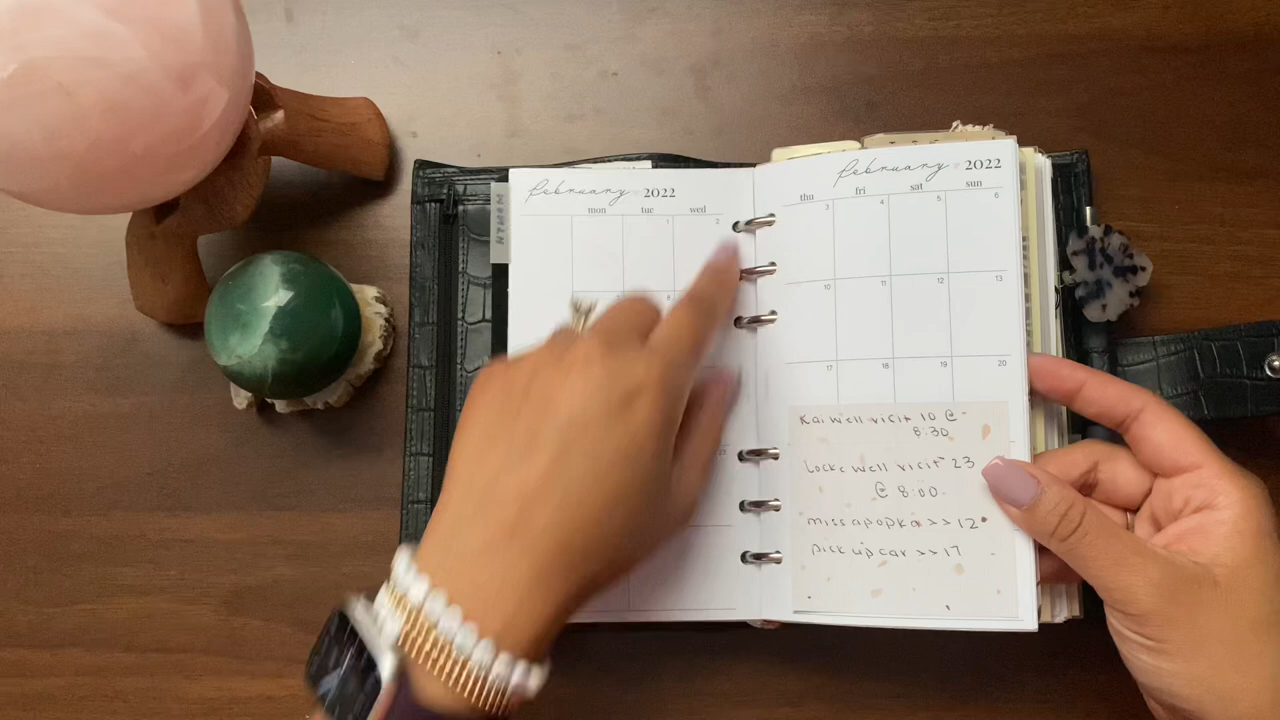 MONTH
february 2022
mon tue wed
1 2
8
february 2022
thu fri sat sun
3 4 5 6
10 11 12 13
17 18 19 20
Kai well visit 10 @
8:30
Locke well visit 23
@ 8:00
miss apopka >> 12
pick up car >> 17